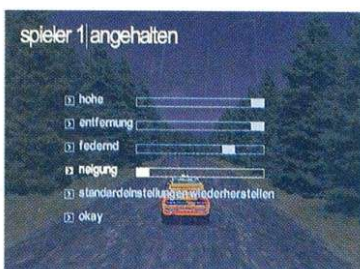 spieler 1 angehalten
hohe
entfernung
federnd
neigung
standardeinstellungen wiederherstellen
okay